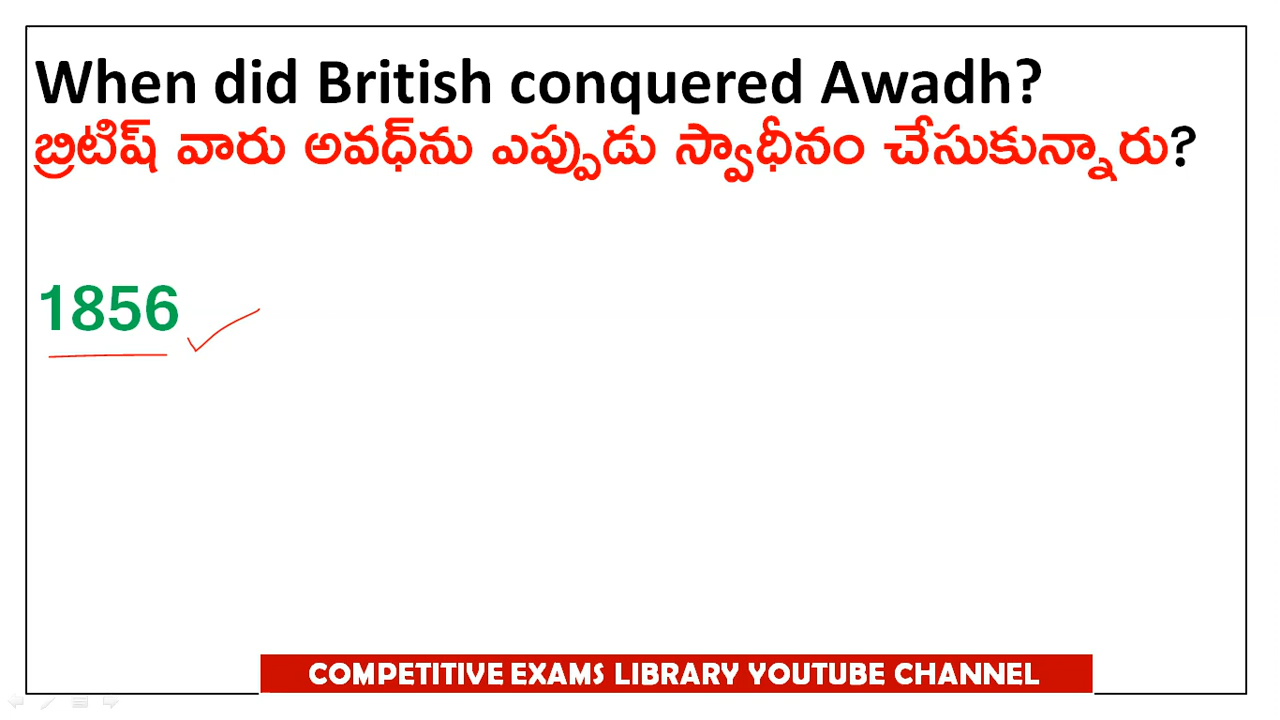 When did British conquered Awadh?
బ్రిటిష్ వారు అవధ్‌ను ఎప్పుడు స్వాధీనం చేసుకున్నారు?
1856
COMPETITIVE EXAMS LIBRARY YOUTUBE CHANNEL